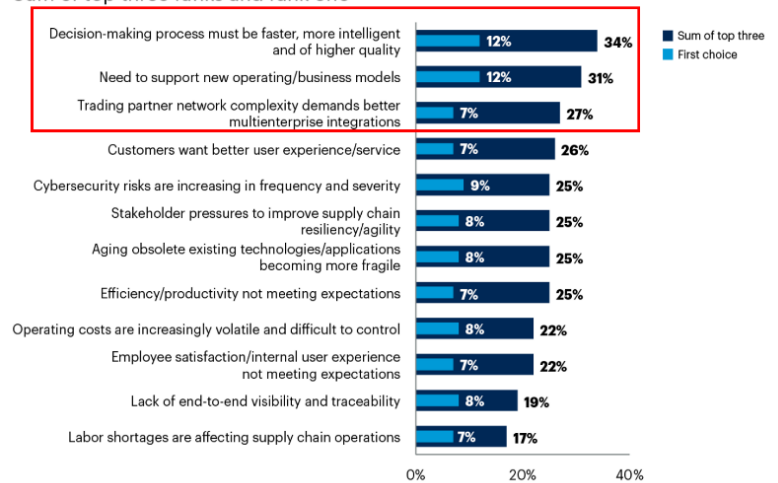 Decision-making process must be faster, more intelligent
and of higher quality
12%
34%
Sum of top three
First choice
Need to support new operating/business models
12%
31%
Trading partner network complexity demands better
multienterprise integrations
7%
27%
Customers want better user experience/service
7%
26%
Cybersecurity risks are increasing in frequency and severity
9%
25%
Stakeholder pressures to improve supply chain
resiliency/agility
8%
25%
Aging obsolete existing technologies/applications
becoming more fragile
8%
25%
Efficiency/productivity not meeting expectations
7%
25%
Operating costs are increasingly volatile and difficult to control
8%
22%
Employee satisfaction/internal user experience
not meeting expectations
7%
22%
Lack of end-to-end visibility and traceability
8%
19%
Labor shortages are affecting supply chain operations
7%
17%
0%
20%
40%